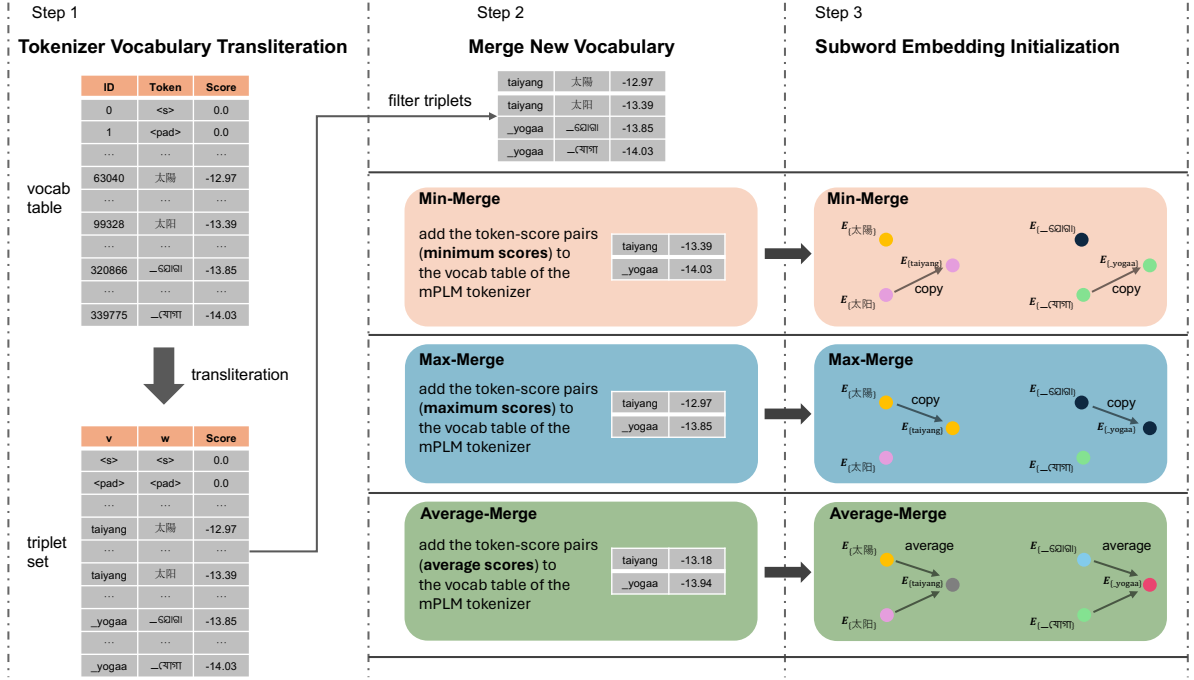 Step 1
Tokenizer Vocabulary Transliteration
ID Token Score
0 <s> 0.0
1 <pad> 0.0
... ... ...
63040 太陽 -12.97
... ... ...
99328 太阳 -13.39
... ... ...
320866 ▁ଯୋଗା -13.85
... ... ...
339775 ▁যোগা -14.03
vocab
table
transliteration
v w Score
<s> <s> 0.0
<pad> <pad> 0.0
... ... ...
taiyang 太陽 -12.97
... ... ...
taiyang 太阳 -13.39
... ... ...
_yogaa ▁ଯୋଗା -13.85
... ... ...
_yogaa ▁যোগা -14.03
triplet
set
Step 2
Merge New Vocabulary
filter triplets
taiyang 太陽 -12.97
taiyang 太阳 -13.39
_yogaa ▁ଯୋଗା -13.85
_yogaa ▁যোগা -14.03
Min-Merge
add the token-score pairs
(minimum scores) to
the vocab table of the
mPLM tokenizer
taiyang -13.39
_yogaa -14.03
Max-Merge
add the token-score pairs
(maximum scores) to
the vocab table of the
mPLM tokenizer
taiyang -12.97
_yogaa -13.85
Average-Merge
add the token-score pairs
(average scores) to
the vocab table of the
mPLM tokenizer
taiyang -13.18
_yogaa -13.94
Step 3
Subword Embedding Initialization
Min-Merge
E{太陽}
E{taiyang}
copy
E{太阳}
E{▁ଯୋଗା}
E{_yogaa}
copy
E{▁যোগা}
Max-Merge
E{太陽}
copy
E{taiyang}
E{太阳}
E{▁ଯୋଗା}
copy
E{_yogaa}
E{▁যোগা}
Average-Merge
E{太陽}
average
E{taiyang}
E{太阳}
E{▁ଯୋଗା}
average
E{_yogaa}
E{▁যোগা}